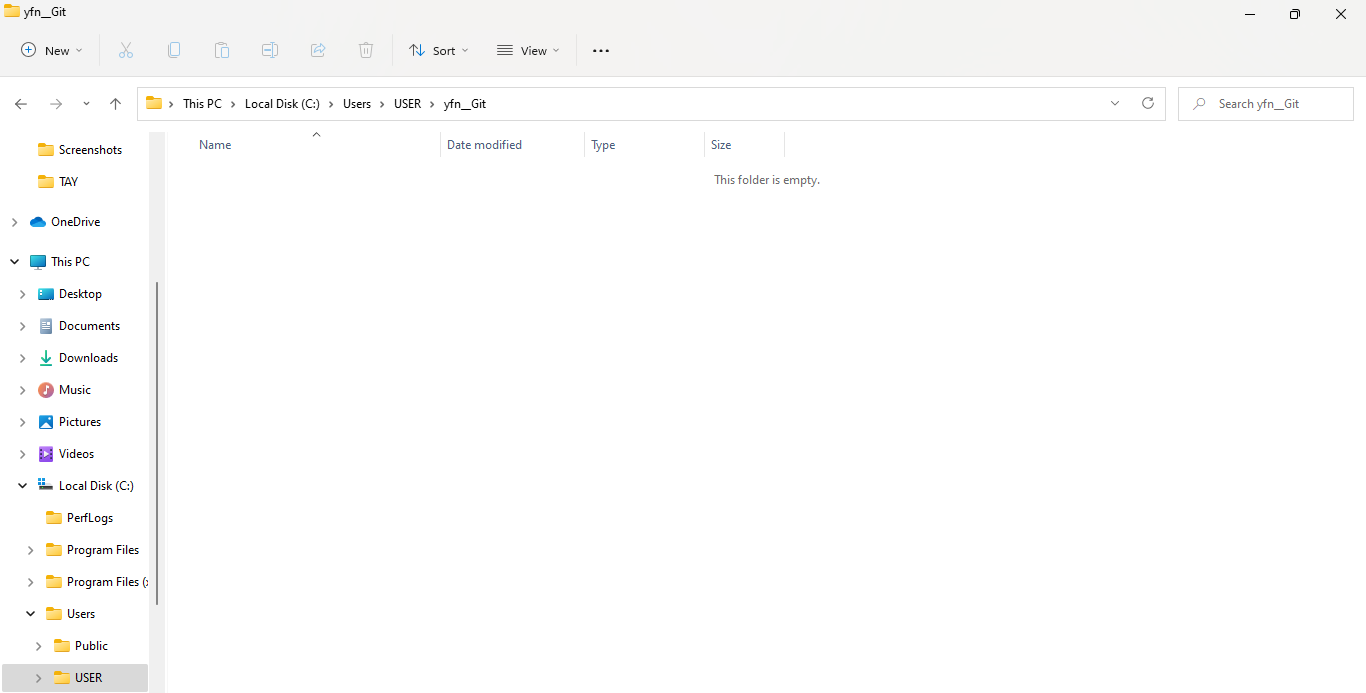 yfn__Git
New Sort View
This PC Local Disk (C:) Users USER yfn__Git Search yfn__Git
Name Date modified Type Size
This folder is empty.
Screenshots
TAY
OneDrive
This PC
Desktop
Documents
Downloads
Music
Pictures
Videos
Local Disk (C:)
PerfLogs
Program Files
Program Files (
Users
Public
USER